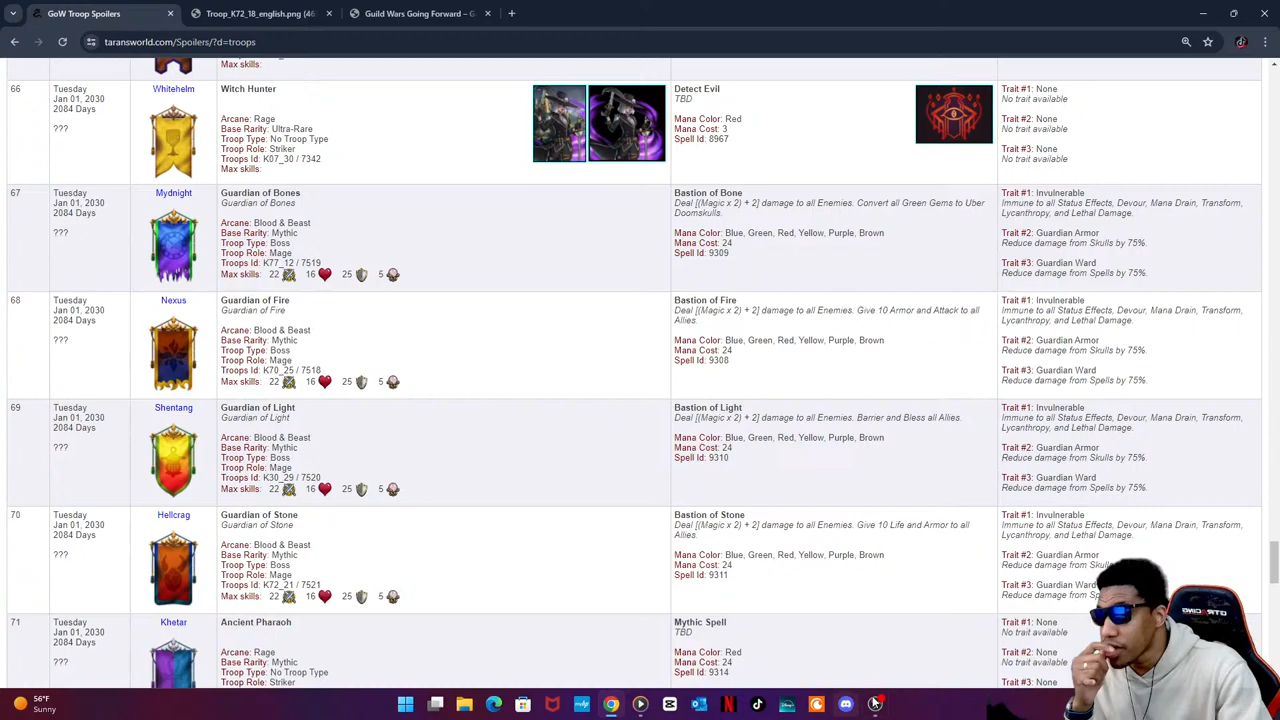 GoW Troop Spoilers
Troop_K72_18_english.png (46
Guild Wars Going Forward – G
taransworld.com/Spoilers/?d=troops
Max skills:
66
Tuesday
Jan 01, 2030
2084 Days
???
Whitehelm
Witch Hunter
Arcane: Rage
Base Rarity: Ultra-Rare
Troop Type: No Troop Type
Troop Role: Striker
Troops Id: K07_30 / 7342
Max skills:
Detect Evil
TBD
Mana Color: Red
Mana Cost: 3
Spell Id: 8967
Trait #1: None
No trait available
Trait #2: None
No trait available
Trait #3: None
No trait available
67
Tuesday
Jan 01, 2030
2084 Days
???
Mydnight
Guardian of Bones
Guardian of Bones
Arcane: Blood & Beast
Base Rarity: Mythic
Troop Type: Boss
Troop Role: Mage
Troops Id: K77_12 / 7519
Max skills: 22 16 25 5
Bastion of Bone
Deal [(Magic x 2) + 2] damage to all Enemies. Convert all Green Gems to Uber
Doomskulls.
Mana Color: Blue, Green, Red, Yellow, Purple, Brown
Mana Cost: 24
Spell Id: 9309
Trait #1: Invulnerable
Immune to all Status Effects, Devour, Mana Drain, Transform,
Lycanthropy, and Lethal Damage.
Trait #2: Guardian Armor
Reduce damage from Skulls by 75%.
Trait #3: Guardian Ward
Reduce damage from Spells by 75%.
68
Tuesday
Jan 01, 2030
2084 Days
???
Nexus
Guardian of Fire
Guardian of Fire
Arcane: Blood & Beast
Base Rarity: Mythic
Troop Type: Boss
Troop Role: Mage
Troops Id: K70_25 / 7518
Max skills: 22 16 25 5
Bastion of Fire
Deal [(Magic x 2) + 2] damage to all Enemies. Give 10 Armor and Attack to all
Allies.
Mana Color: Blue, Green, Red, Yellow, Purple, Brown
Mana Cost: 24
Spell Id: 9308
Trait #1: Invulnerable
Immune to all Status Effects, Devour, Mana Drain, Transform,
Lycanthropy, and Lethal Damage.
Trait #2: Guardian Armor
Reduce damage from Skulls by 75%.
Trait #3: Guardian Ward
Reduce damage from Spells by 75%.
69
Tuesday
Jan 01, 2030
2084 Days
???
Shentang
Guardian of Light
Guardian of Light
Arcane: Blood & Beast
Base Rarity: Mythic
Troop Type: Boss
Troop Role: Mage
Troops Id: K30_29 / 7520
Max skills: 22 16 25 5
Bastion of Light
Deal [(Magic x 2) + 2] damage to all Enemies. Barrier and Bless all Allies.
Mana Color: Blue, Green, Red, Yellow, Purple, Brown
Mana Cost: 24
Spell Id: 9310
Trait #1: Invulnerable
Immune to all Status Effects, Devour, Mana Drain, Transform,
Lycanthropy, and Lethal Damage.
Trait #2: Guardian Armor
Reduce damage from Skulls by 75%.
Trait #3: Guardian Ward
Reduce damage from Spells by 75%.
70
Tuesday
Jan 01, 2030
2084 Days
???
Hellcrag
Guardian of Stone
Guardian of Stone
Arcane: Blood & Beast
Base Rarity: Mythic
Troop Type: Boss
Troop Role: Mage
Troops Id: K72_21 / 7521
Max skills: 22 16 25 5
Bastion of Stone
Deal [(Magic x 2) + 2] damage to all Enemies. Give 10 Life and Armor to all
Allies.
Mana Color: Blue, Green, Red, Yellow, Purple, Brown
Mana Cost: 24
Spell Id: 9311
Trait #1: Invulnerable
Immune to all Status Effects, Devour, Mana Drain, Transform,
Lycanthropy, and Lethal Damage.
Trait #2: Guardian Armor
Reduce damage from Sku
Trait #3: Guardian W
Reduce damage from Spe
71
Tuesday
Jan 01, 2030
2084 Days
???
Khetar
Ancient Pharaoh
Arcane: Rage
Base Rarity: Mythic
Troop Type: No Troop Type
Troop Role: Striker
Mythic Spell
TBD
Mana Color: Red
Mana Cost: 24
Spell Id: 9314
Trait #1: None
No trait available
Trait #2: None
No trait availabl
Trait #3:
GTRACING
56°F
Sunny